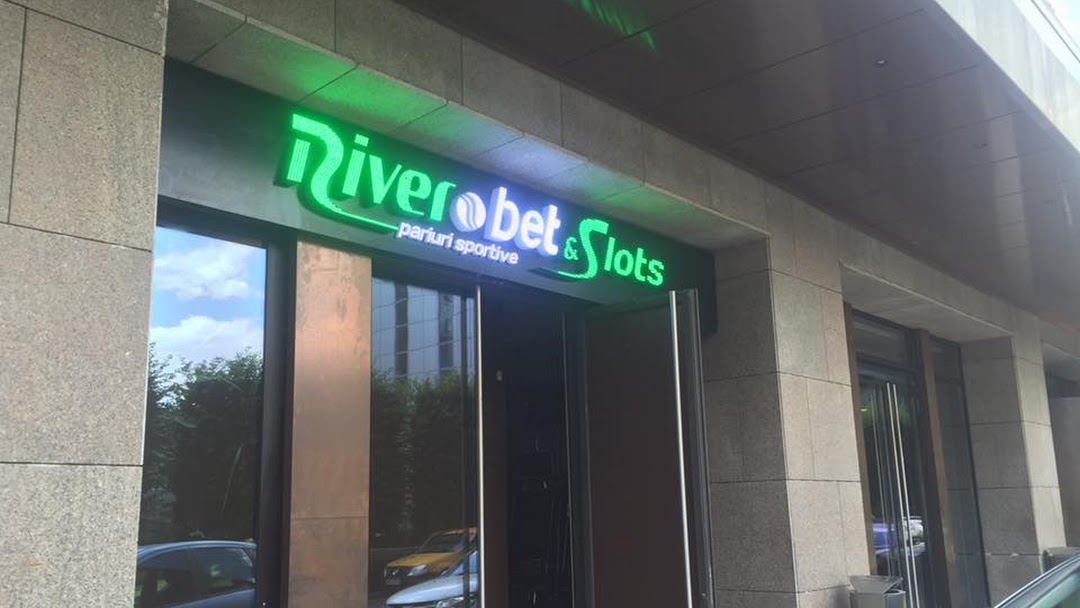 River bet & Slots
pariuri sportive